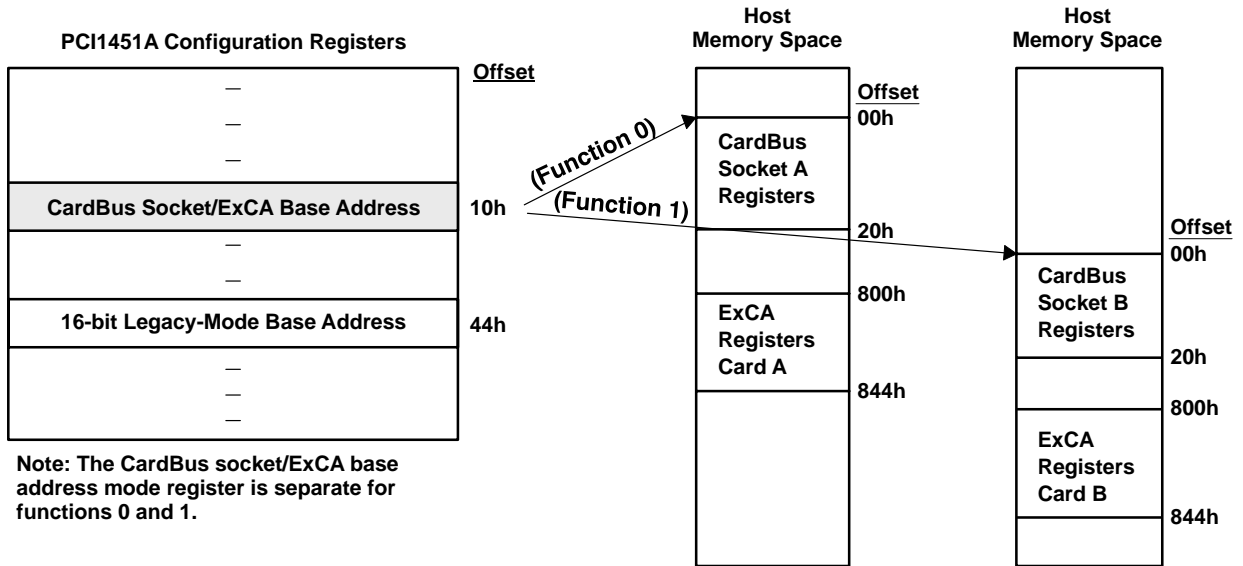 PCI1451A Configuration Registers
Offset
—
—
—
CardBus Socket/ExCA Base Address
10h
—
—
16-bit Legacy-Mode Base Address
44h
—
—
—
Note: The CardBus socket/ExCA base
address mode register is separate for
functions 0 and 1.
(Function 0)
(Function 1)
Host
Memory Space
Offset
00h
CardBus
Socket A
Registers
20h
800h
ExCA
Registers
Card A
844h
Host
Memory Space
Offset
00h
CardBus
Socket B
Registers
20h
800h
ExCA
Registers
Card B
844h